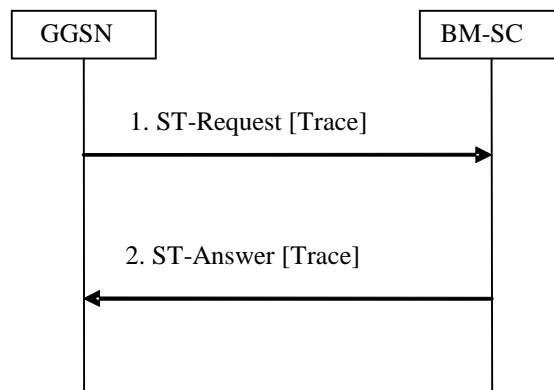 GGSN
BM-SC
1. ST-Request [Trace]
2. ST-Answer [Trace]